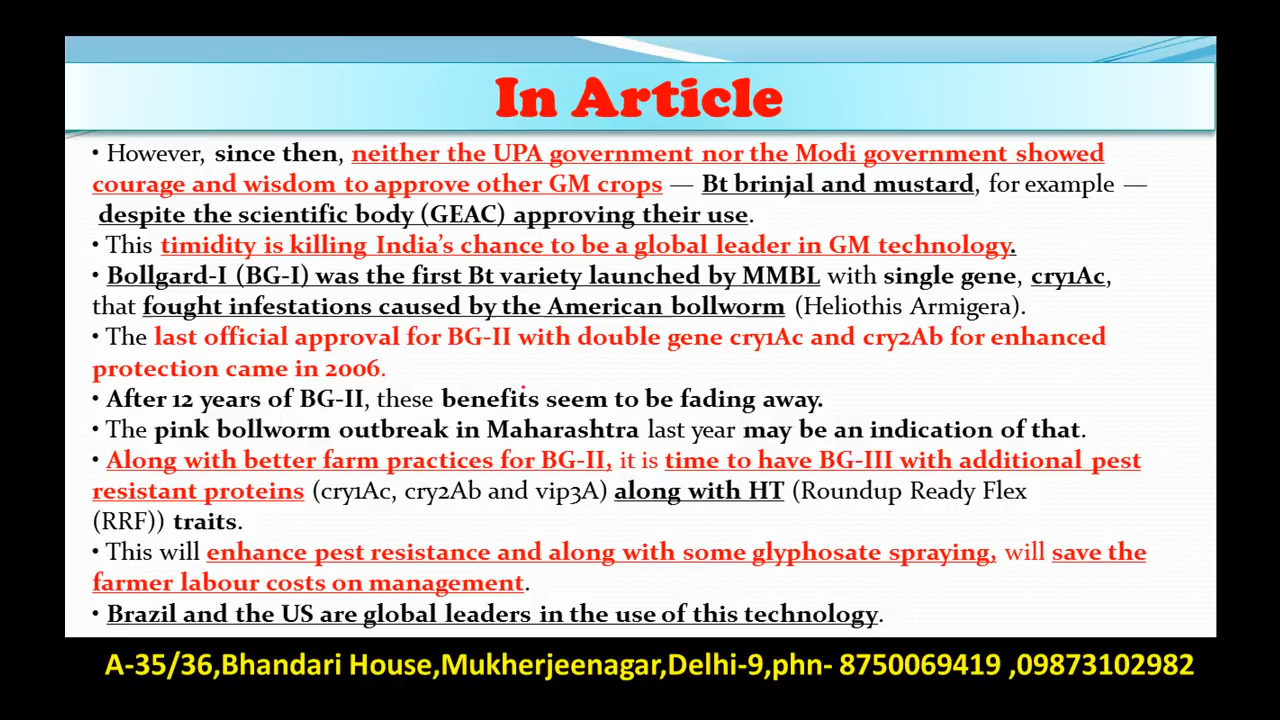 In Article
• However, since then, neither the UPA government nor the Modi government showed
courage and wisdom to approve other GM crops — Bt brinjal and mustard, for example —
despite the scientific body (GEAC) approving their use.
• This timidity is killing India's chance to be a global leader in GM technology.
• Bollgard-I (BG-I) was the first Bt variety launched by MMBL with single gene, cry1Ac,
that fought infestations caused by the American bollworm (Heliothis Armigera).
• The last official approval for BG-II with double gene cry1Ac and cry2Ab for enhanced
protection came in 2006.
• After 12 years of BG-II, these benefits seem to be fading away.
• The pink bollworm outbreak in Maharashtra last year may be an indication of that.
• Along with better farm practices for BG-II, it is time to have BG-III with additional pest
resistant proteins (cry1Ac, cry2Ab and vip3A) along with HT (Roundup Ready Flex
(RRF)) traits.
• This will enhance pest resistance and along with some glyphosate spraying, will save the
farmer labour costs on management.
• Brazil and the US are global leaders in the use of this technology.
A-35/36,Bhandari House,Mukherjeenagar,Delhi-9,phn- 8750069419 ,09873102982